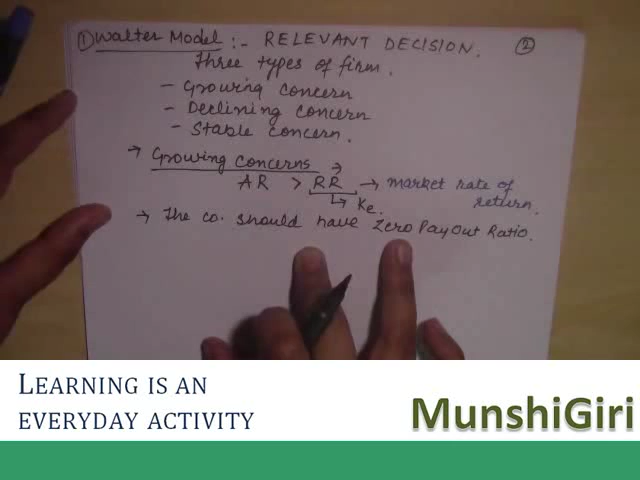 ① Walter Model :- RELEVANT DECISION. ②
Three types of firm.
- Growing concern
- Declining concern
- Stable concern.
→ Growing concerns →
AR > RR → market rate of
return.
↳ Ke.
→ The co. should have Zero Pay Out Ratio.
LEARNING IS AN
EVERYDAY ACTIVITY
MunshiGiri